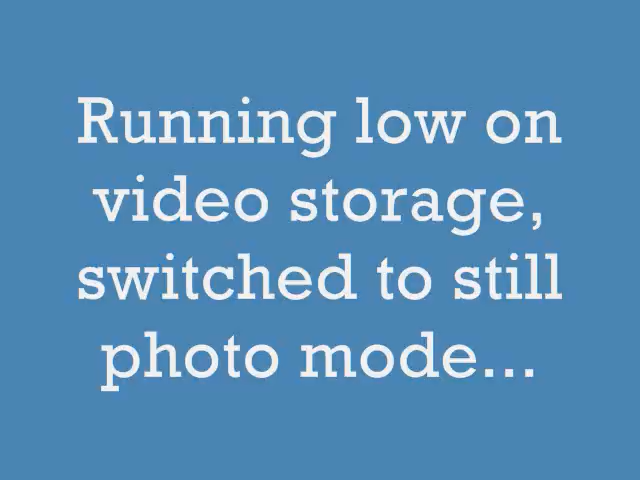 Running low on
video storage,
switched to still
photo mode...